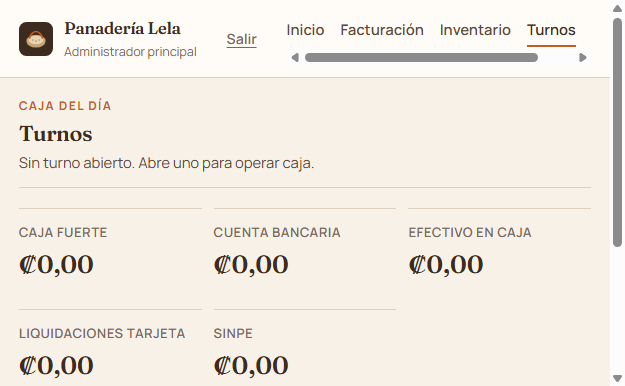 Panadería Lela
Administrador principal
Salir
Inicio
Facturación
Inventario
Turnos
CAJA DEL DÍA
Turnos
Sin turno abierto. Abre uno para operar caja.
CAJA FUERTE
₡0,00
CUENTA BANCARIA
₡0,00
EFECTIVO EN CAJA
₡0,00
LIQUIDACIONES TARJETA
₡0,00
SINPE
₡0,00